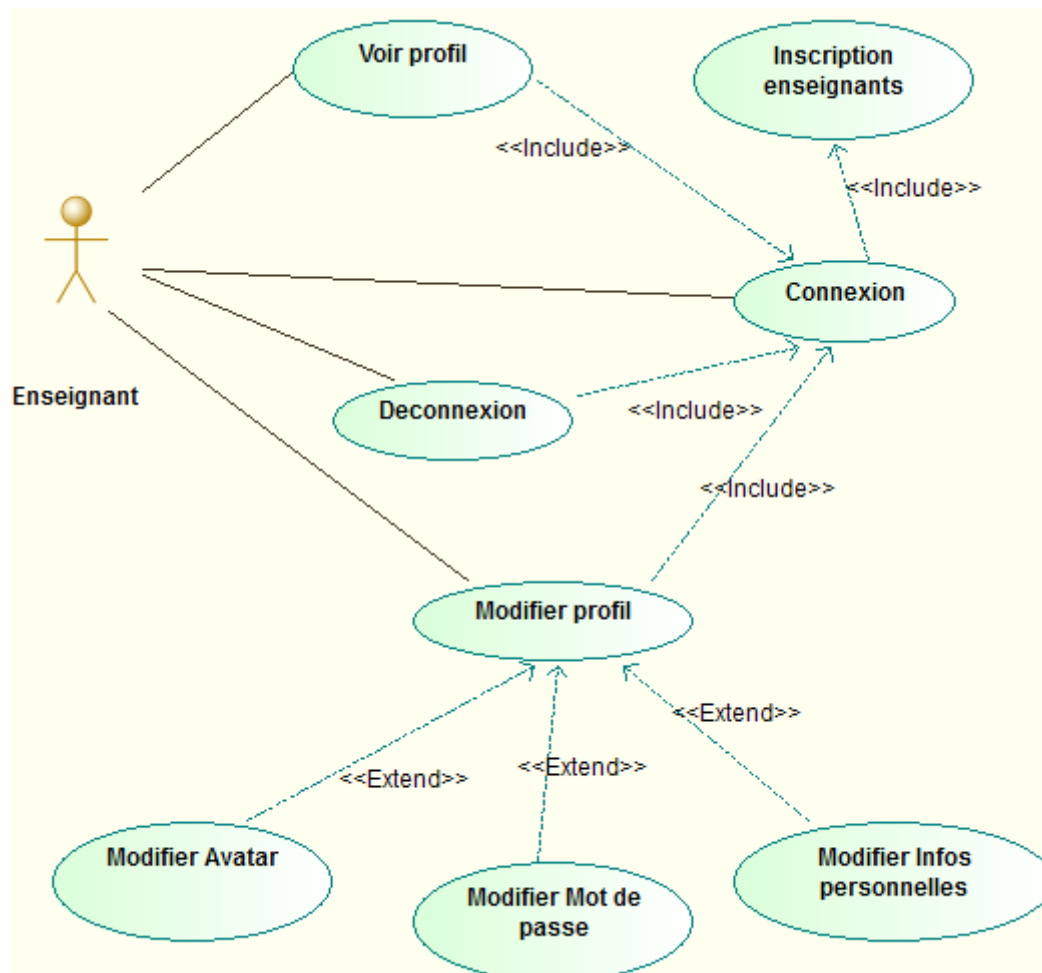 Voir profil
Inscription
enseignants
<<Include>>
<<Include>>
Connexion
Enseignant
Deconnexion
<<Include>>
<<Include>>
Modifier profil
<<Extend>>
<<Extend>>
<<Extend>>
Modifier Avatar
Modifier Mot de
passe
Modifier Infos
personnelles